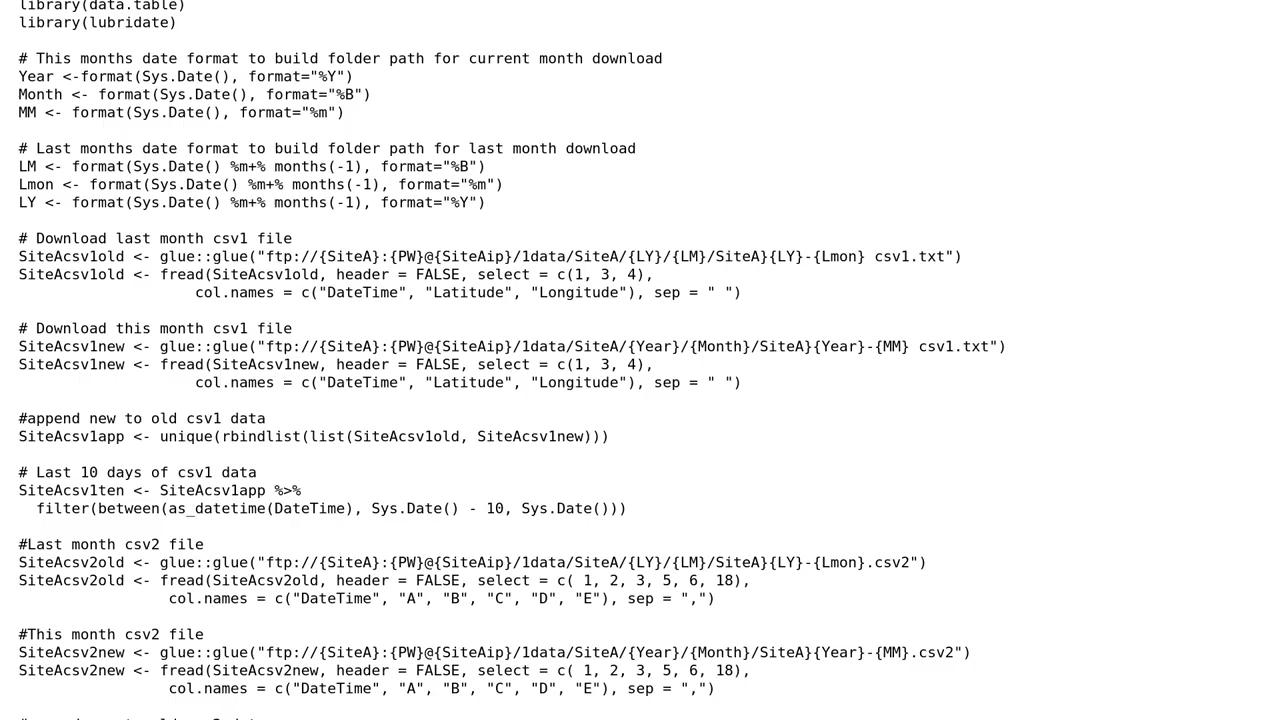 library(data.table)
library(lubridate)

# This months date format to build folder path for current month download
Year <-format(Sys.Date(), format="%Y")
Month <- format(Sys.Date(), format="%B")
MM <- format(Sys.Date(), format="%m")

# Last months date format to build folder path for last month download
LM <- format(Sys.Date() %m+% months(-1), format="%B")
Lmon <- format(Sys.Date() %m+% months(-1), format="%m")
LY <- format(Sys.Date() %m+% months(-1), format="%Y")

# Download last month csv1 file
SiteAcsv1old <- glue::glue("ftp://{SiteA}:{PW}@{SiteAip}/1data/SiteA/{LY}/{LM}/SiteA}{LY}-{Lmon} csv1.txt")
SiteAcsv1old <- fread(SiteAcsv1old, header = FALSE, select = c(1, 3, 4),
                    col.names = c("DateTime", "Latitude", "Longitude"), sep = " ")

# Download this month csv1 file
SiteAcsv1new <- glue::glue("ftp://{SiteA}:{PW}@{SiteAip}/1data/SiteA/{Year}/{Month}/SiteA}{Year}-{MM} csv1.txt")
SiteAcsv1new <- fread(SiteAcsv1new, header = FALSE, select = c(1, 3, 4),
                    col.names = c("DateTime", "Latitude", "Longitude"), sep = " ")

#append new to old csv1 data
SiteAcsv1app <- unique(rbindlist(list(SiteAcsv1old, SiteAcsv1new)))

# Last 10 days of csv1 data
SiteAcsv1ten <- SiteAcsv1app %>%
  filter(between(as_datetime(DateTime), Sys.Date() - 10, Sys.Date()))

#Last month csv2 file
SiteAcsv2old <- glue::glue("ftp://{SiteA}:{PW}@{SiteAip}/1data/SiteA/{LY}/{LM}/SiteA}{LY}-{Lmon}.csv2")
SiteAcsv2old <- fread(SiteAcsv2old, header = FALSE, select = c( 1, 2, 3, 5, 6, 18),
                 col.names = c("DateTime", "A", "B", "C", "D", "E"), sep = ",")

#This month csv2 file
SiteAcsv2new <- glue::glue("ftp://{SiteA}:{PW}@{SiteAip}/1data/SiteA/{Year}/{Month}/SiteA}{Year}-{MM}.csv2")
SiteAcsv2new <- fread(SiteAcsv2new, header = FALSE, select = c( 1, 2, 3, 5, 6, 18),
                 col.names = c("DateTime", "A", "B", "C", "D", "E"), sep = ",")